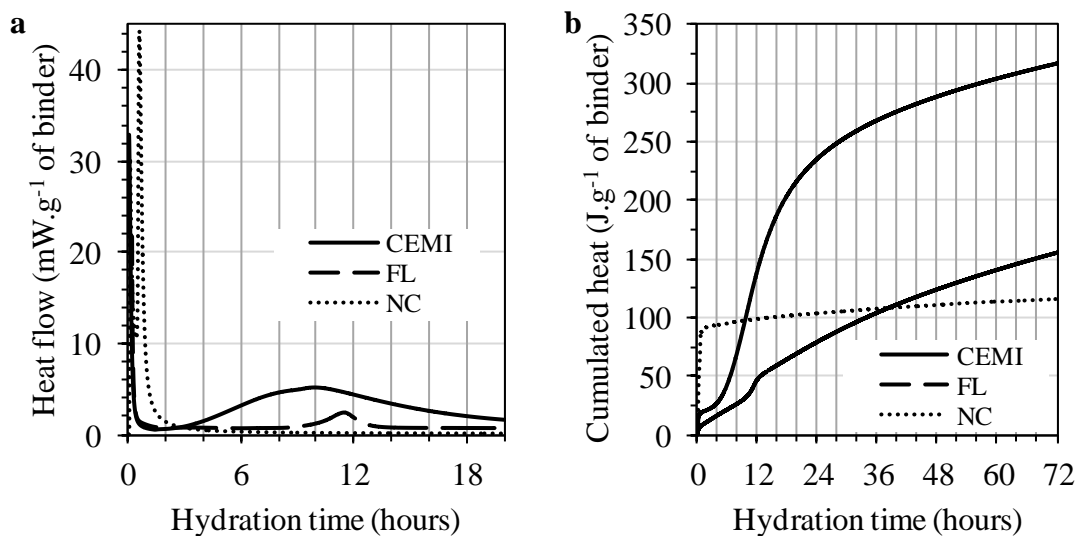 a
Heat flow (mW.g⁻¹ of binder)
40
30
20
10
0
0 6 12 18
Hydration time (hours)
CEMI
FL
NC
b
Cumulated heat (J.g⁻¹ of binder)
350
300
250
200
150
100
50
0
0 12 24 36 48 60 72
Hydration time (hours)
CEMI
FL
NC